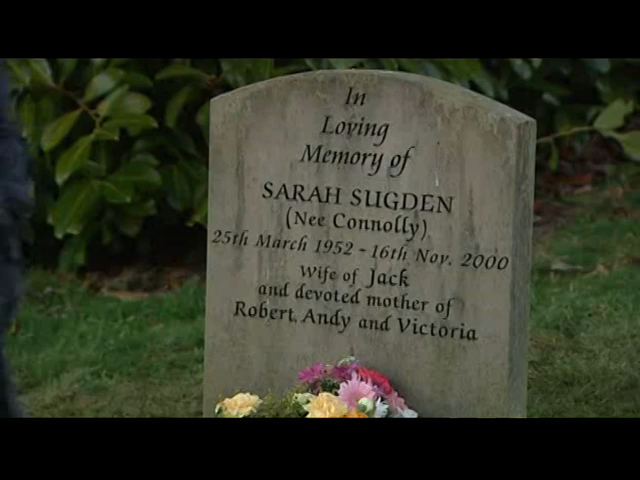 In
Loving
Memory of
SARAH SUGDEN
(Nee Connolly)
25th March 1952 - 16th Nov. 2000
Wife of Jack
and devoted mother of
Robert, Andy and Victoria